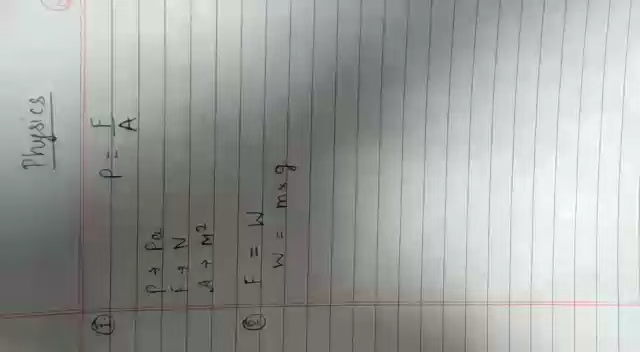 Physics
① P = F/A
P → Pa
F → N
A → M²
② F = W
W = m x g